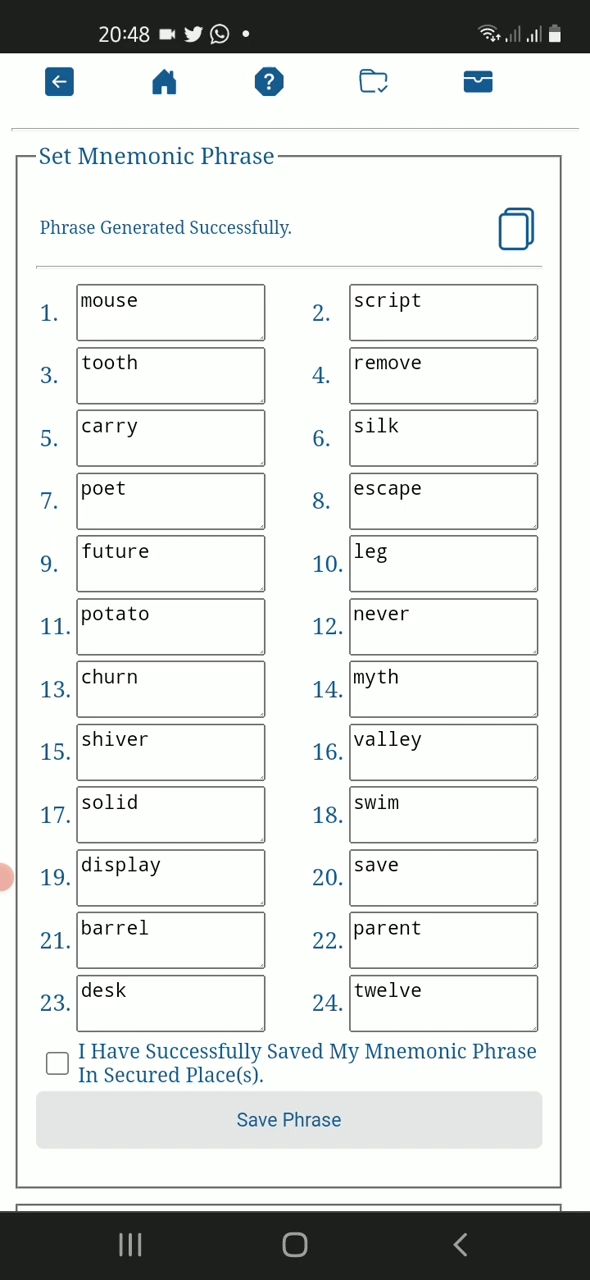 20:48
Set Mnemonic Phrase
Phrase Generated Successfully.
1. mouse 2. script
3. tooth 4. remove
5. carry 6. silk
7. poet 8. escape
9. future 10. leg
11. potato 12. never
13. churn 14. myth
15. shiver 16. valley
17. solid 18. swim
19. display 20. save
21. barrel 22. parent
23. desk 24. twelve
I Have Successfully Saved My Mnemonic Phrase
In Secured Place(s).
Save Phrase